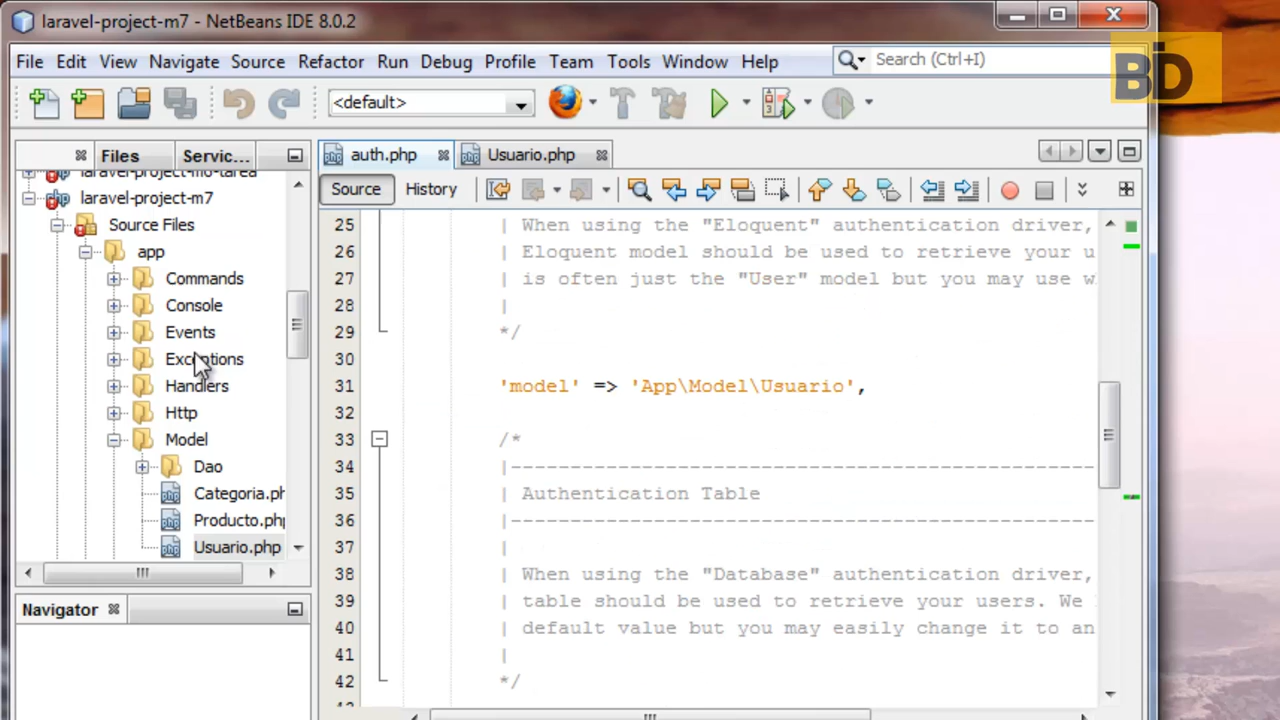 laravel-project-m7 - NetBeans IDE 8.0.2
File Edit View Navigate Source Refactor Run Debug Profile Team Tools Window Help
Search (Ctrl+I)
BD
<default>
Files
Servic...
auth.php
Usuario.php
laravel-project-m6-tarea
laravel-project-m7
Source Files
app
Commands
Console
Events
Exceptions
Handlers
Http
Model
Dao
Categoria.ph
Producto.php
Usuario.php
Navigator
Source History
25 | When using the "Eloquent" authentication driver,
26 | Eloquent model should be used to retrieve your u
27 | is often just the "User" model but you may use w
28 |
29 */
30
31 'model' => 'App\Model\Usuario',
32
33 /*
34 |--------------------------------------------------------------------------
35 | Authentication Table
36 |--------------------------------------------------------------------------
37 |
38 | When using the "Database" authentication driver,
39 | table should be used to retrieve your users. We
40 | default value but you may easily change it to an
41 |
42 */